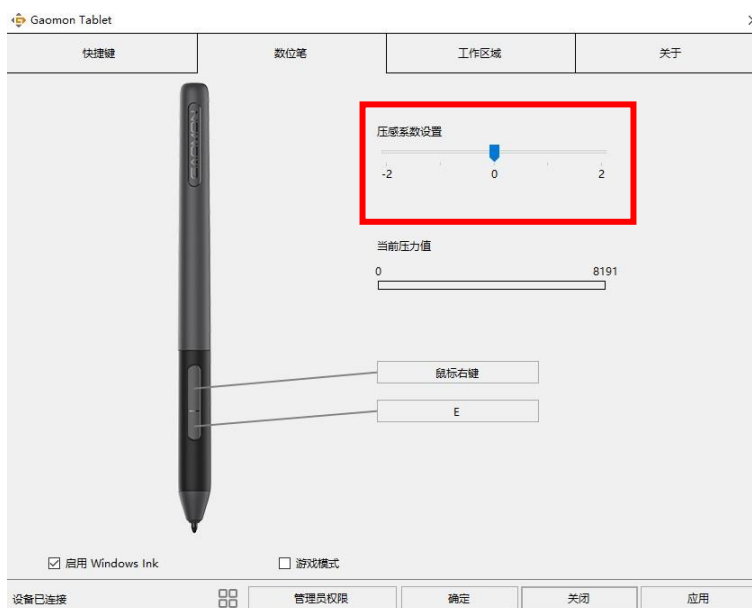 Gaomon Tablet
快捷键
数位笔
工作区域
关于
GAOMON
压感系数设置
-2 0 2
当前压力值
0 8191
鼠标右键
E
启用 Windows Ink
游戏模式
设备已连接
管理员权限
确定
关闭
应用